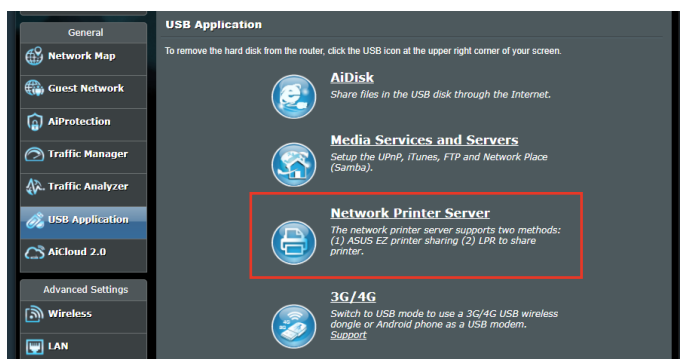 General
Network Map
Guest Network
AiProtection
Traffic Manager
Traffic Analyzer
USB Application
AiCloud 2.0
Advanced Settings
Wireless
LAN
USB Application
To remove the hard disk from the router, click the USB icon at the upper right corner of your screen.
AiDisk
Share files in the USB disk through the Internet.
Media Services and Servers
Setup the UPnP, iTunes, FTP and Network Place
(Samba).
Network Printer Server
The network printer server supports two methods:
(1) ASUS EZ printer sharing (2) LPR to share
printer.
3G/4G
Switch to USB mode to use a 3G/4G USB wireless
dongle or Android phone as a USB modem.
Support